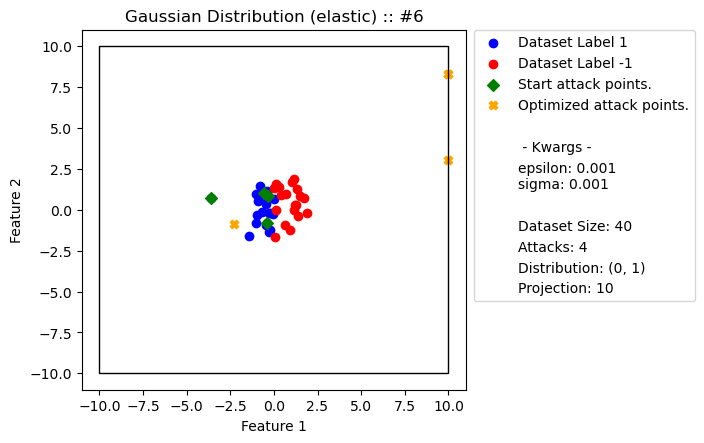 Gaussian Distribution (elastic) :: #6
10.0
7.5
5.0
2.5
0.0
−2.5
−5.0
−7.5
−10.0
Feature 2
−10.0 −7.5 −5.0 −2.5 0.0 2.5 5.0 7.5 10.0
Feature 1
Dataset Label 1
Dataset Label -1
Start attack points.
Optimized attack points.
- Kwargs -
epsilon: 0.001
sigma: 0.001
Dataset Size: 40
Attacks: 4
Distribution: (0, 1)
Projection: 10